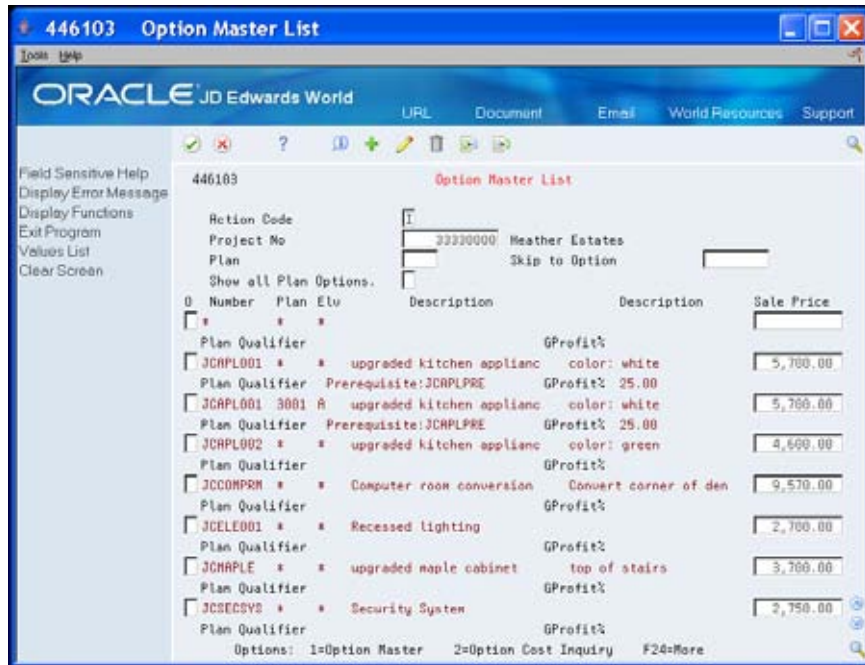 446103 Option Master List
Tools Help
ORACLE JD Edwards World
URL Document Email World Resources Support
Field Sensitive Help
Display Error Message
Display Functions
Exit Program
Values List
Clear Screen
446103 Option Master List
Action Code I
Project No 33330000 Heather Estates
Plan Skip to Option
Show all Plan Options.
O Number Plan Elv Description Description Sale Price
* * *
Plan Qualifier GProfit%
JCAPL001 * * upgraded kitchen applianc color: white 5,700.00
Plan Qualifier Prerequisite:JCAPLPRE GProfit% 25.00
JCAPL001 3001 A upgraded kitchen applianc color: white 5,700.00
Plan Qualifier Prerequisite:JCAPLPRE GProfit% 25.00
JCAPL002 * * upgraded kitchen applianc color: green 4,600.00
Plan Qualifier GProfit%
JCCOMPRM * * Computer room conversion Convert corner of den 9,570.00
Plan Qualifier GProfit%
JCELE001 * * Recessed lighting 2,700.00
Plan Qualifier GProfit%
JCMAPLE * * upgraded maple cabinet top of stairs 3,700.00
Plan Qualifier GProfit%
JCSECSYS * * Security System 2,750.00
Plan Qualifier GProfit%
Options: 1=Option Master 2=Option Cost Inquiry F24=More